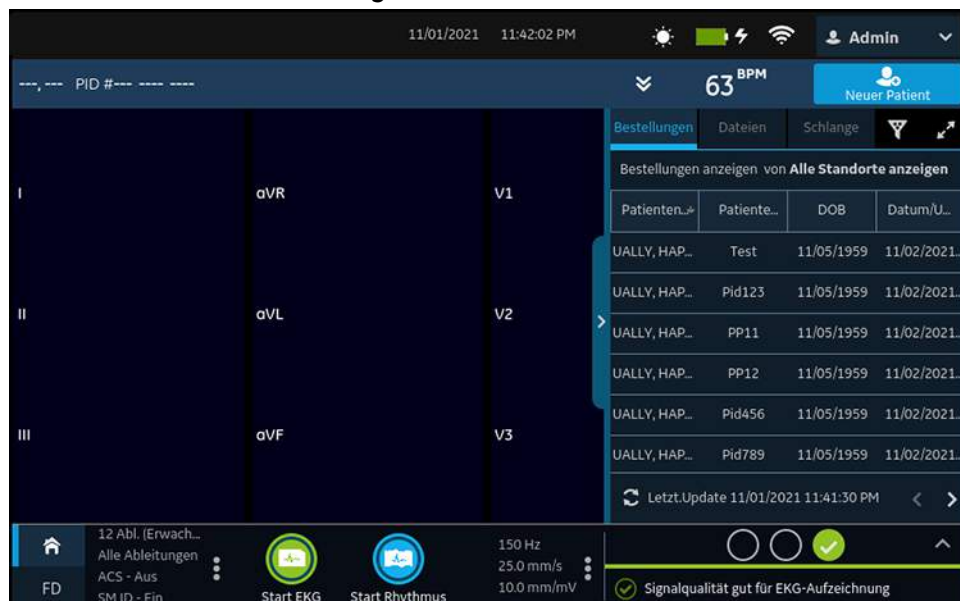 11/01/2021 11:42:02 PM Admin
---, --- PID #--- ---- ---- 63 BPM Neuer Patient
Bestellungen Dateien Schlange
Bestellungen anzeigen von Alle Standorte anzeigen
Patienten... Patiente... DOB Datum/U...
UALLY, HAP... Test 11/05/1959 11/02/2021..
UALLY, HAP... Pid123 11/05/1959 11/02/2021..
UALLY, HAP... PP11 11/05/1959 11/02/2021..
UALLY, HAP... PP12 11/05/1959 11/02/2021..
UALLY, HAP... Pid456 11/05/1959 11/02/2021..
UALLY, HAP... Pid789 11/05/1959 11/02/2021..
Letzt.Update 11/01/2021 11:41:30 PM
I aVR V1
II aVL V2
III aVF V3
FD
12 Abl. (Erwach...
Alle Ableitungen
ACS - Aus
SM ID - Ein
Start EKG
Start Rhythmus
150 Hz
25.0 mm/s
10.0 mm/mV
Signalqualität gut für EKG-Aufzeichnung